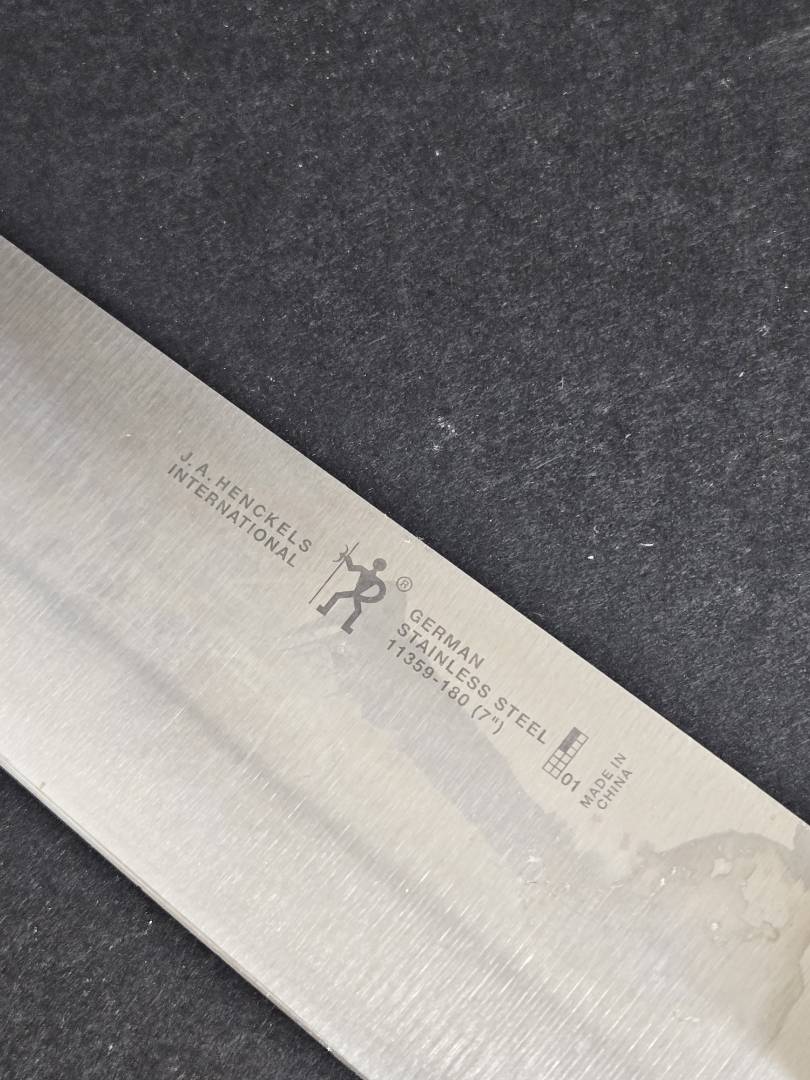 J.A. HENCKELS
INTERNATIONAL
®
GERMAN
STAINLESS STEEL
11359-180 (7")
01
MADE IN
CHINA